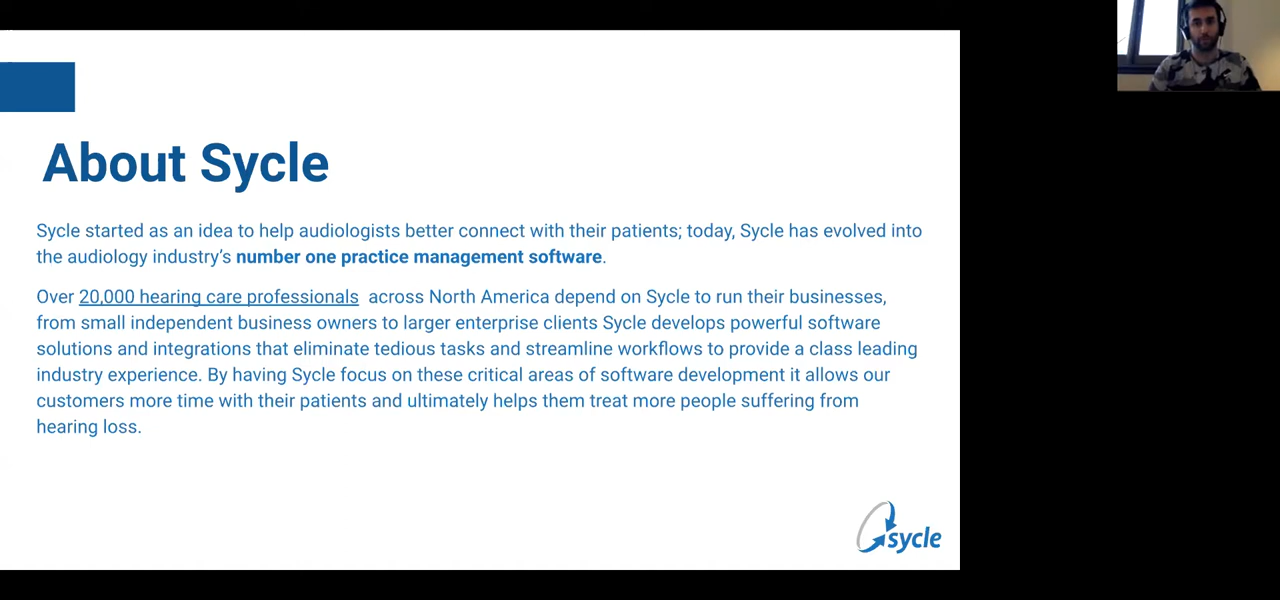 About Sycle
Sycle started as an idea to help audiologists better connect with their patients; today, Sycle has evolved into
the audiology industry’s number one practice management software.
Over 20,000 hearing care professionals across North America depend on Sycle to run their businesses,
from small independent business owners to larger enterprise clients Sycle develops powerful software
solutions and integrations that eliminate tedious tasks and streamline workflows to provide a class leading
industry experience. By having Sycle focus on these critical areas of software development it allows our
customers more time with their patients and ultimately helps them treat more people suffering from
hearing loss.
sycle